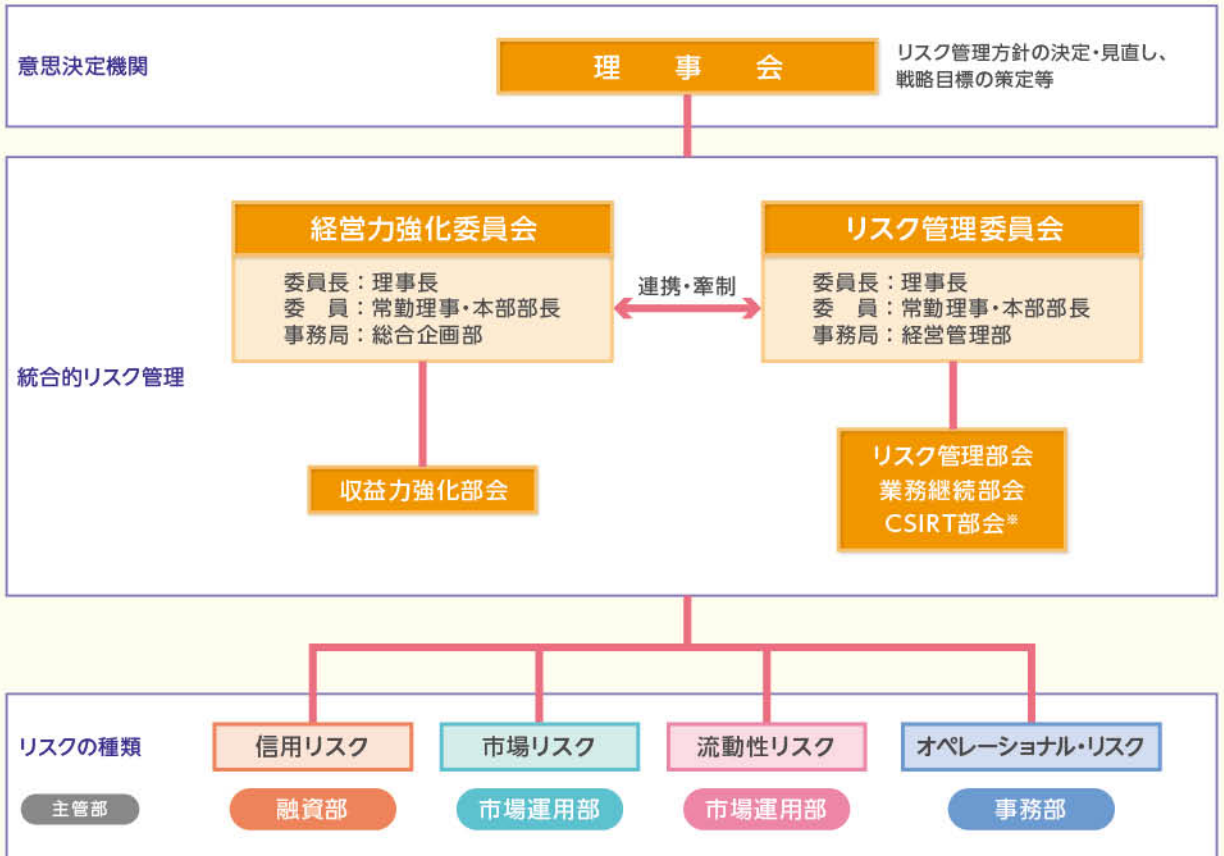 意思決定機関
理事会
リスク管理方針の決定・見直し、
戦略目標の策定等
統合的リスク管理
経営力強化委員会
委員長：理事長
委　員：常勤理事・本部部長
事務局：総合企画部
連携・牽制
リスク管理委員会
委員長：理事長
委　員：常勤理事・本部部長
事務局：経営管理部
収益力強化部会
リスク管理部会
業務継続部会
CSIRT部会※
リスクの種類
信用リスク
市場リスク
流動性リスク
オペレーショナル・リスク
主管部
融資部
市場運用部
市場運用部
事務部